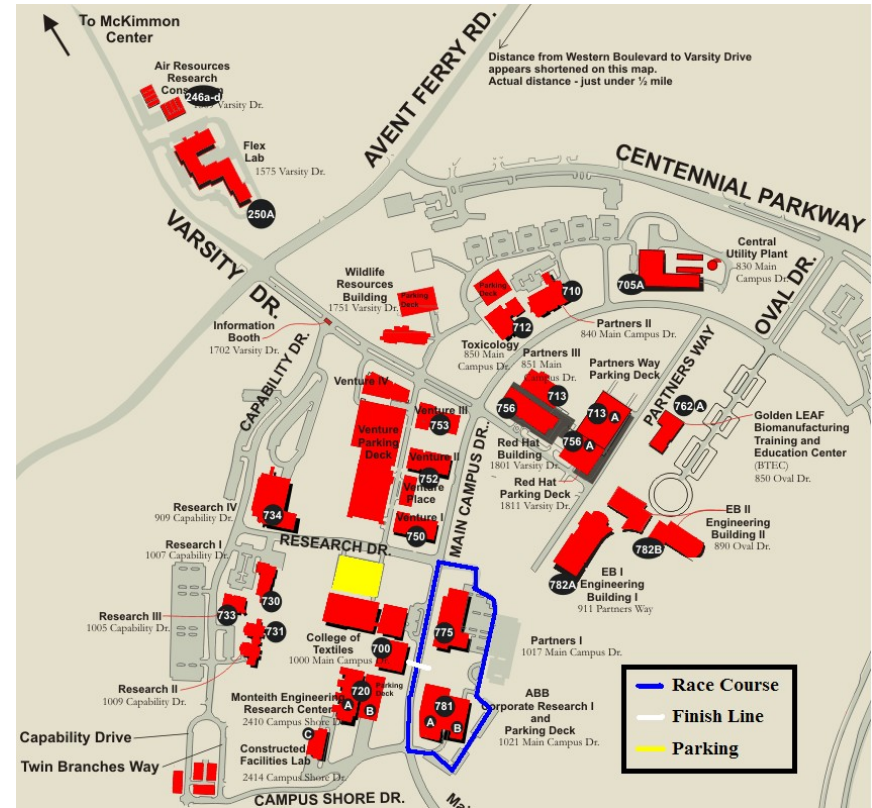 To McKimmon
Center
AVENT FERRY RD.
Distance from Western Boulevard to Varsity Drive
appears shortened on this map.
Actual distance - just under ½ mile
Air Resources
Research
246a-d
Varsity Dr.
Flex
Lab
1575 Varsity Dr.
250A
CENTENNIAL PARKWAY
VARSITY DR.
Central
Utility Plant
830 Main
Campus Dr.
705A
OVAL DR.
Wildlife
Resources
Building
1751 Varsity Dr.
Parking
Deck
Parking
Deck
710
712
Partners II
840 Main Campus Dr.
Toxicology
850 Main
Campus Dr.
Information
Booth
1702 Varsity Dr.
Partners III
851 Main
Campus Dr.
713
Partners Way
Parking Deck
PARTNERS WAY
CAPABILITY DR.
Venture IV
Venture III
753
756
713
A
762 A
Golden LEAF
Biomanufacturing
Training and
Education Center
(BTEC)
850 Oval Dr.
Venture
Parking
Deck
Venture II
752
Venture
Place
Venture I
750
MAIN CAMPUS DR.
Red Hat
Building
1801 Varsity Dr.
756
A
Red Hat
Parking Deck
1811 Varsity Dr.
Research IV
909 Capability Dr.
734
RESEARCH DR.
EB II
Engineering
Building II
890 Oval Dr.
782B
782A
EB I
Engineering
Building I
911 Partners Way
Research I
1007 Capability Dr.
730
733
731
Research III
1005 Capability Dr.
Research II
1009 Capability Dr.
College of
Textiles
1000 Main Campus Dr.
700
775
Partners I
1017 Main Campus Dr.
Monteith Engineering
Research Center
2410 Campus Shore Dr.
720
A
B
Parking
Deck
781
A
B
ABB
Corporate Research I
and
Parking Deck
1021 Main Campus Dr.
C
Constructed
Facilities Lab
2414 Campus Shore Dr.
Capability Drive
Twin Branches Way
CAMPUS SHORE DR.
Race Course
Finish Line
Parking